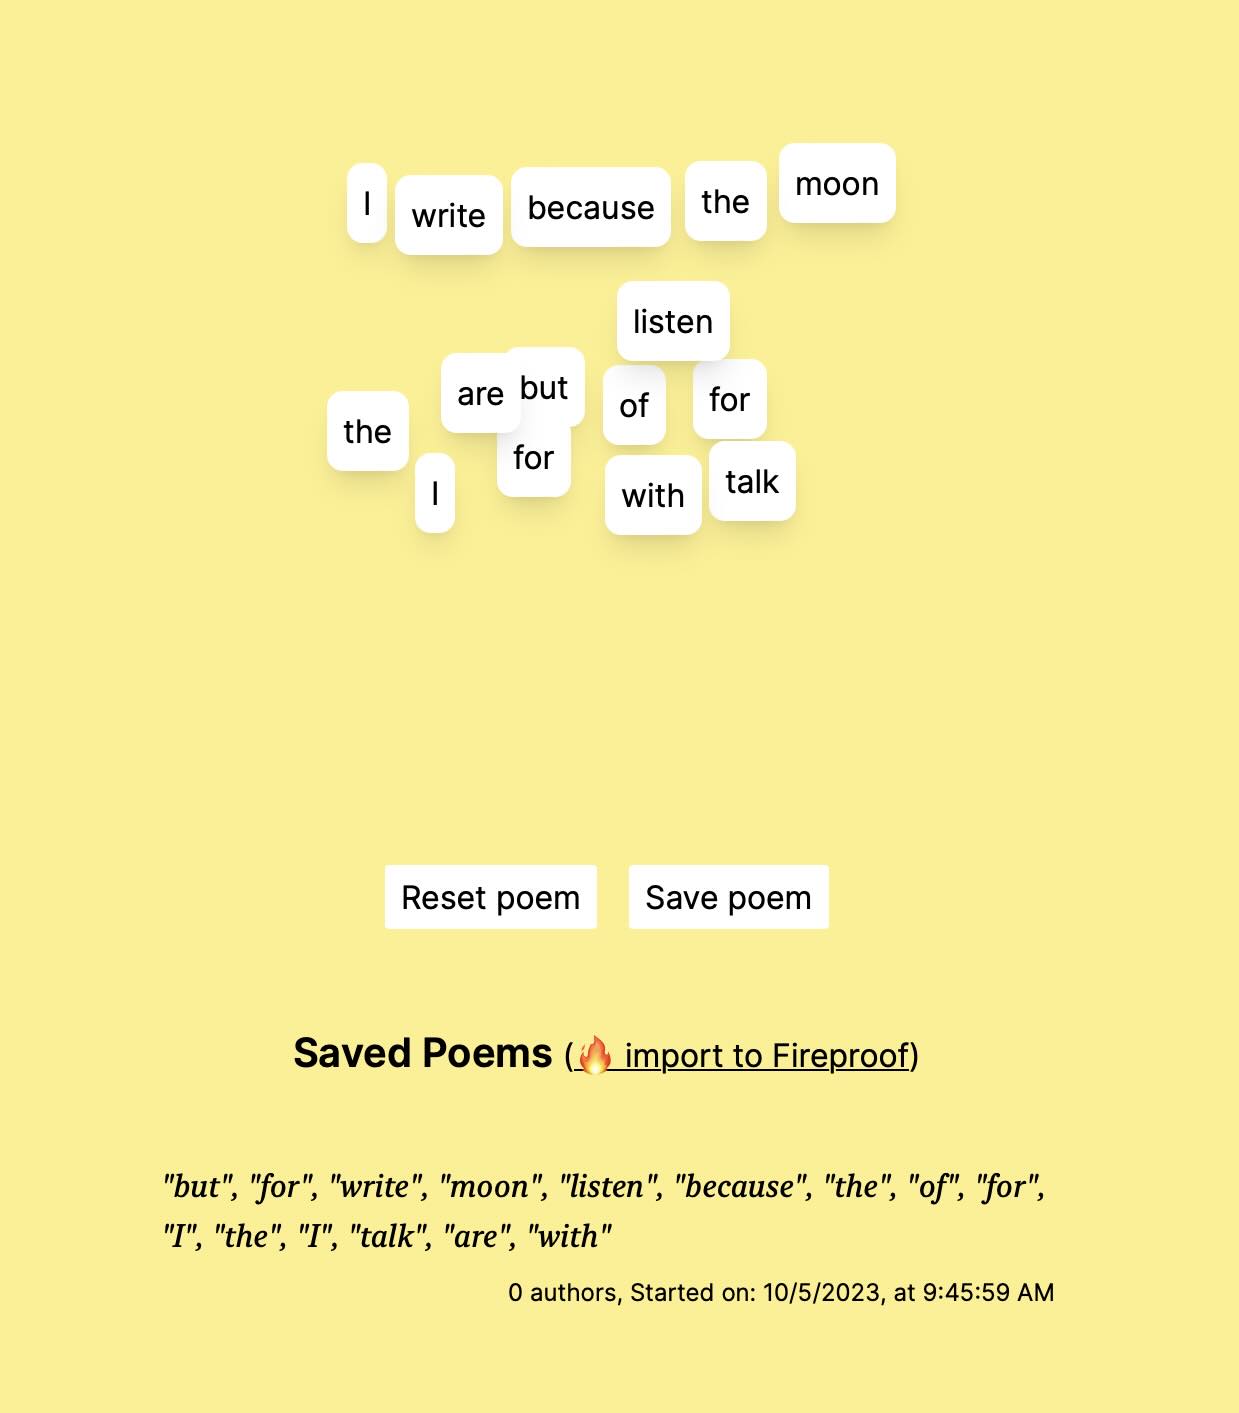 I write because the moon
listen
are but of for
the for
I with talk
Reset poem Save poem
Saved Poems (🔥 import to Fireproof)
"but", "for", "write", "moon", "listen", "because", "the", "of", "for",
"I", "the", "I", "talk", "are", "with"
0 authors, Started on: 10/5/2023, at 9:45:59 AM